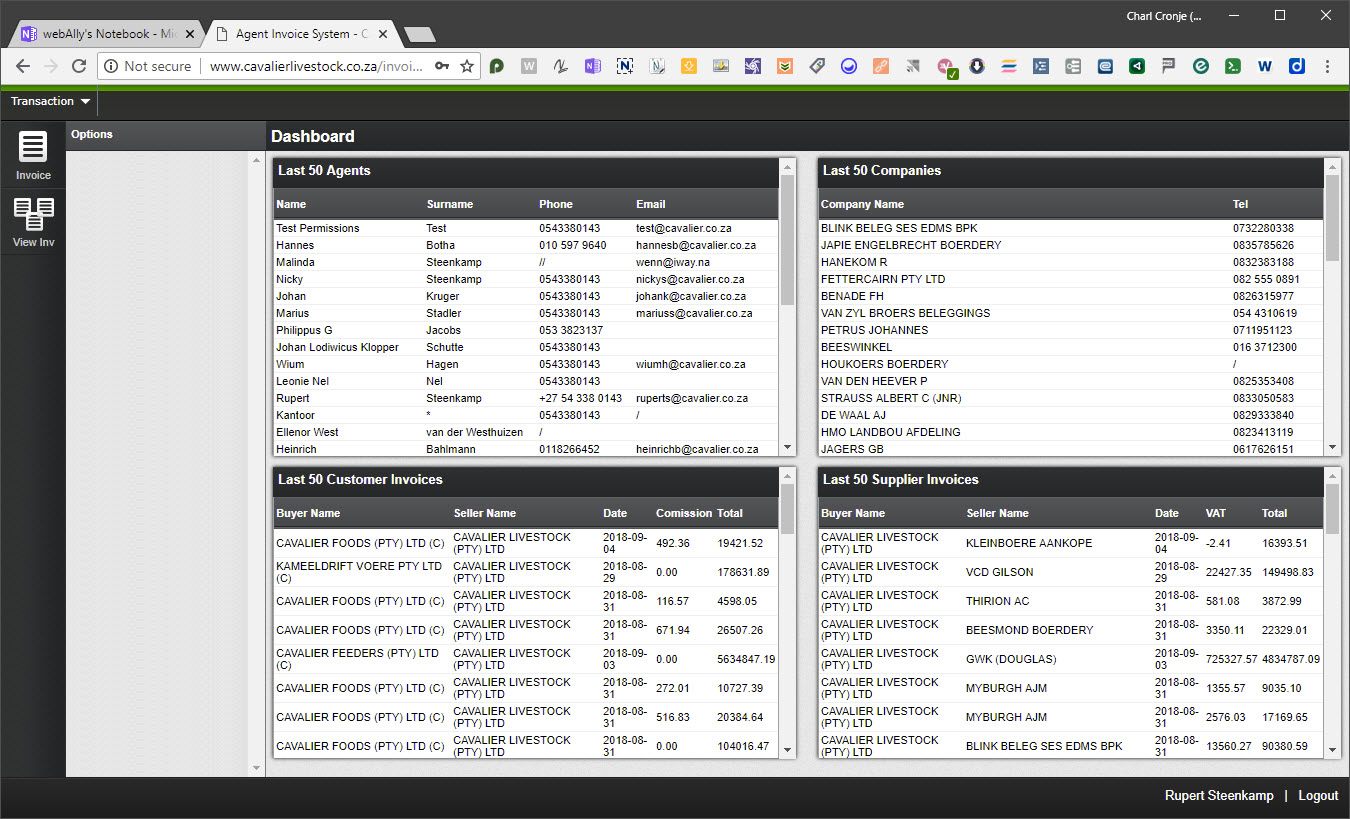 Charl Cronje (...
webAlly's Notebook - Mi
Agent Invoice System - C
Not secure | www.cavalierlivestock.co.za/invoi...
Transaction
Options
Dashboard
Invoice
View Inv
Last 50 Agents
Name Surname Phone Email
Test Permissions Test 0543380143 test@cavalier.co.za
Hannes Botha 010 597 9640 hannesb@cavalier.co.za
Malinda Steenkamp // wenn@iway.na
Nicky Steenkamp 0543380143 nickys@cavalier.co.za
Johan Kruger 0543380143 johank@cavalier.co.za
Marius Stadler 0543380143 mariuss@cavalier.co.za
Philippus G Jacobs 053 3823137
Johan Lodiwicus Klopper Schutte 0543380143
Wium Hagen 0543380143 wiumh@cavalier.co.za
Leonie Nel Nel 0543380143
Rupert Steenkamp +27 54 338 0143 ruperts@cavalier.co.za
Kantoor * 0543380143 /
Ellenor West van der Westhuizen /
Heinrich Bahlmann 0118266452 heinrichb@cavalier.co.za
Last 50 Companies
Company Name Tel
BLINK BELEG SES EDMS BPK 0732280338
JAPIE ENGELBRECHT BOERDERY 0835785626
HANEKOM R 0832383188
FETTERCAIRN PTY LTD 082 555 0891
BENADE FH 0826315977
VAN ZYL BROERS BELEGGINGS 054 4310619
PETRUS JOHANNES 0711951123
BEESWINKEL 016 3712300
HOUKOERS BOERDERY /
VAN DEN HEEVER P 0825353408
STRAUSS ALBERT C (JNR) 0833050583
DE WAAL AJ 0829333840
HMO LANDBOU AFDELING 0823413119
JAGERS GB 0617626151
Last 50 Customer Invoices
Buyer Name Seller Name Date Comission Total
CAVALIER FOODS (PTY) LTD (C) CAVALIER LIVESTOCK (PTY) LTD 2018-09-04 492.36 19421.52
KAMEELDRIFT VOERE PTY LTD (C) CAVALIER LIVESTOCK (PTY) LTD 2018-08-29 0.00 178631.89
CAVALIER FOODS (PTY) LTD (C) CAVALIER LIVESTOCK (PTY) LTD 2018-08-31 116.57 4598.05
CAVALIER FOODS (PTY) LTD (C) CAVALIER LIVESTOCK (PTY) LTD 2018-08-31 671.94 26507.26
CAVALIER FEEDERS (PTY) LTD (C) CAVALIER LIVESTOCK (PTY) LTD 2018-09-03 0.00 5634847.19
CAVALIER FOODS (PTY) LTD (C) CAVALIER LIVESTOCK (PTY) LTD 2018-08-31 272.01 10727.39
CAVALIER FOODS (PTY) LTD (C) CAVALIER LIVESTOCK (PTY) LTD 2018-08-31 516.83 20384.64
CAVALIER FOODS (PTY) LTD (C) CAVALIER LIVESTOCK (PTY) LTD 2018-08-31 0.00 104016.47
Last 50 Supplier Invoices
Buyer Name Seller Name Date VAT Total
CAVALIER LIVESTOCK (PTY) LTD KLEINBOERE AANKOPE 2018-09-04 -2.41 16393.51
CAVALIER LIVESTOCK (PTY) LTD VCD GILSON 2018-08-29 22427.35 149498.83
CAVALIER LIVESTOCK (PTY) LTD THIRION AC 2018-08-31 581.08 3872.99
CAVALIER LIVESTOCK (PTY) LTD BEESMOND BOERDERY 2018-08-31 3350.11 22329.01
CAVALIER LIVESTOCK (PTY) LTD GWK (DOUGLAS) 2018-09-03 725327.57 4834787.09
CAVALIER LIVESTOCK (PTY) LTD MYBURGH AJM 2018-08-31 1355.57 9035.10
CAVALIER LIVESTOCK (PTY) LTD MYBURGH AJM 2018-08-31 2576.03 17169.65
CAVALIER LIVESTOCK (PTY) LTD BLINK BELEG SES EDMS BPK 2018-08-31 13560.27 90380.59
Rupert Steenkamp | Logout